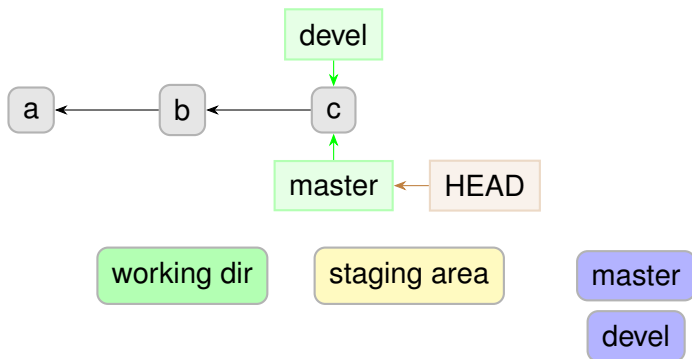 devel
a
b
c
master
HEAD
working dir
staging area
master
devel